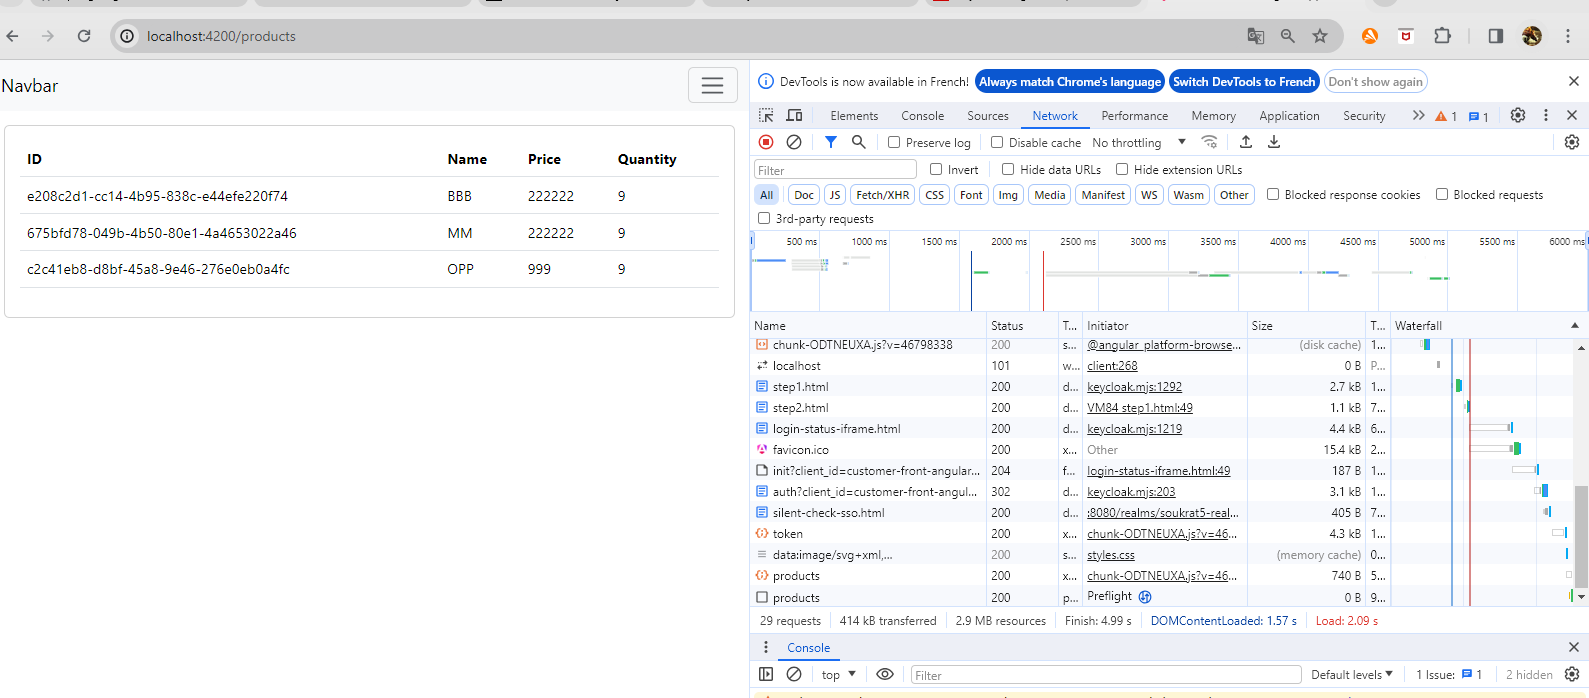 localhost:4200/products
Navbar
ID Name Price Quantity
e208c2d1-cc14-4b95-838c-e44efe220f74 BBB 222222 9
675bfd78-049b-4b50-80e1-4a4653022a46 MM 222222 9
c2c41eb8-d8bf-45a8-9e46-276e0eb0a4fc OPP 999 9
DevTools is now available in French! Always match Chrome's language Switch DevTools to French Don't show again
Elements Console Sources Network Performance Memory Application Security 1 1
Preserve log Disable cache No throttling
Filter Invert Hide data URLs Hide extension URLs
All Doc JS Fetch/XHR CSS Font Img Media Manifest WS Wasm Other Blocked response cookies Blocked requests
3rd-party requests
500 ms 1000 ms 1500 ms 2000 ms 2500 ms 3000 ms 3500 ms 4000 ms 4500 ms 5000 ms 5500 ms 6000 ms
Name Status T... Initiator Size T... Waterfall
chunk-ODTNEUXA.js?v=46798338 200 s... @angular_platform-browse... (disk cache) 1...
localhost 101 w... client:268 0 B P...
step1.html 200 d... keycloak.mjs:1292 2.7 kB 1...
step2.html 200 d... VM84 step1.html:49 1.1 kB 7...
login-status-iframe.html 200 d... keycloak.mjs:1219 4.4 kB 6...
favicon.ico 200 x... Other 15.4 kB 2...
init?client_id=customer-front-angular... 204 f... login-status-iframe.html:49 187 B 1...
auth?client_id=customer-front-angul... 302 d... keycloak.mjs:203 3.1 kB 1...
silent-check-sso.html 200 d... :8080/realms/soukrat5-real... 405 B 7...
token 200 x... chunk-ODTNEUXA.js?v=46... 4.3 kB 1...
data:image/svg+xml,... 200 s... styles.css (memory cache) 0...
products 200 x... chunk-ODTNEUXA.js?v=46... 740 B 5...
products 200 p... Preflight 0 B 9...
29 requests 414 kB transferred 2.9 MB resources Finish: 4.99 s DOMContentLoaded: 1.57 s Load: 2.09 s
Console
top Filter Default levels 1 Issue: 1 2 hidden